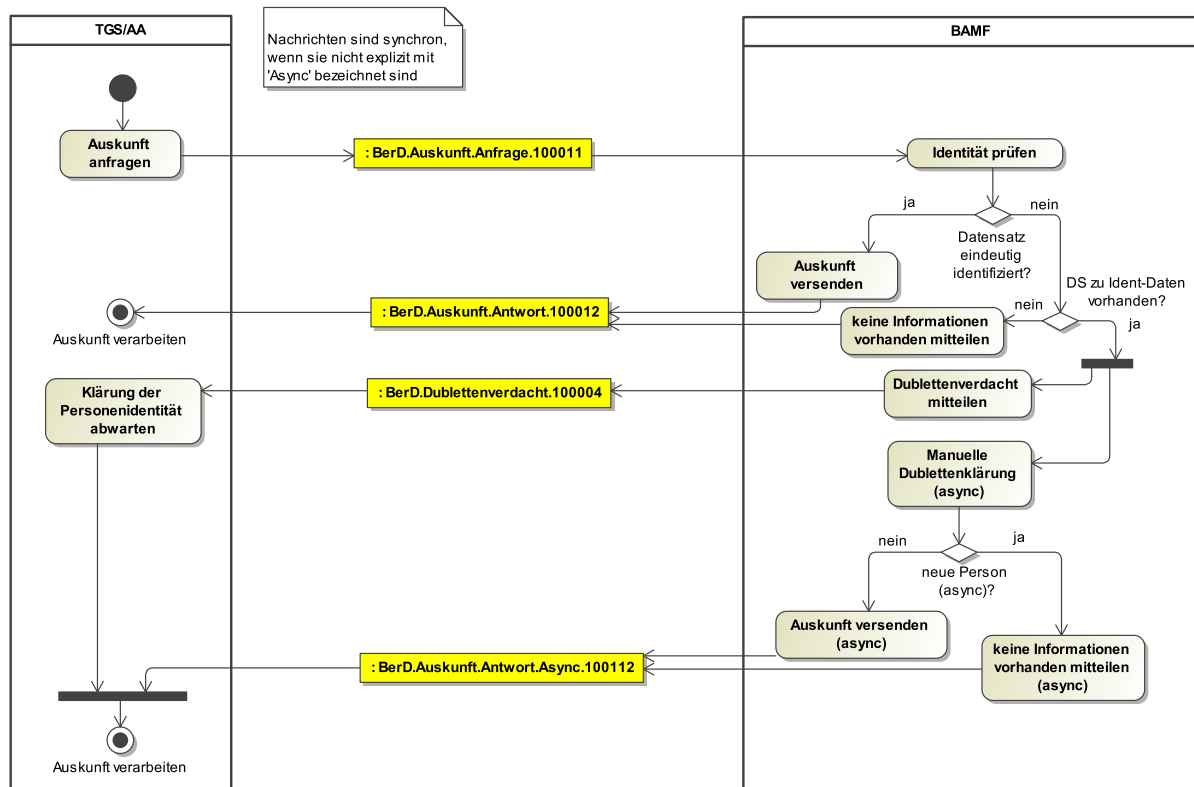 TGS/AA
Nachrichten sind synchron,
wenn sie nicht explizit mit
'Async' bezeichnet sind
BAMF
Auskunft
anfragen
: BerD.Auskunft.Anfrage.100011
Identität prüfen
ja
nein
Datensatz
eindeutig
identifiziert?
Auskunft
versenden
DS zu Ident-Daten
vorhanden?
nein
ja
: BerD.Auskunft.Antwort.100012
keine Informationen
vorhanden mitteilen
Auskunft verarbeiten
Klärung der
Personenidentität
abwarten
: BerD.Dublettenverdacht.100004
Dublettenverdacht
mitteilen
Manuelle
Dublettenklärung
(async)
nein
ja
neue Person
(async)?
Auskunft versenden
(async)
keine Informationen
vorhanden mitteilen
(async)
: BerD.Auskunft.Antwort.Async.100112
Auskunft verarbeiten